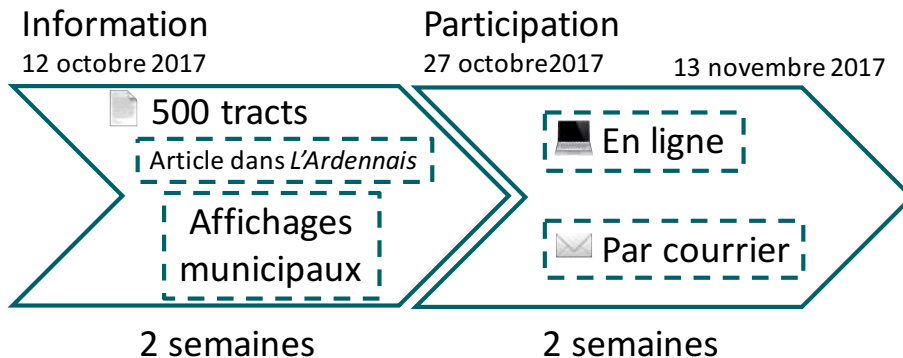 Information
12 octobre 2017
Participation
27 octobre2017
13 novembre 2017
500 tracts
Article dans L'Ardennais
Affichages
municipaux
En ligne
Par courrier
2 semaines
2 semaines